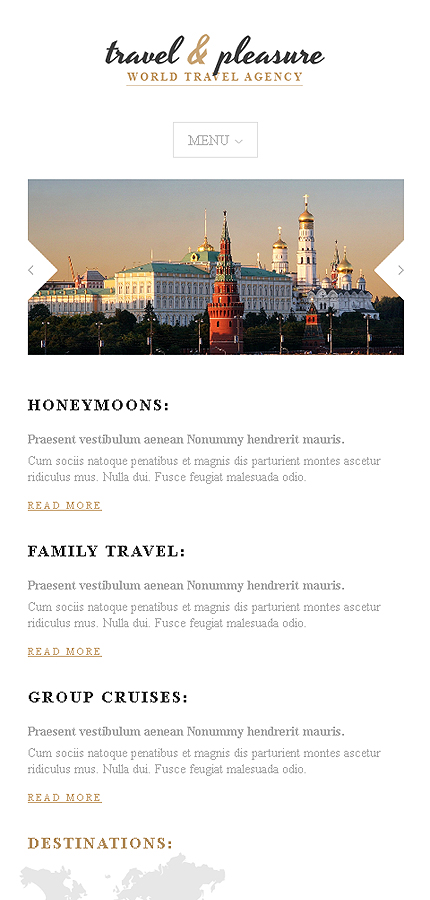 travel & pleasure
WORLD TRAVEL AGENCY
MENU
HONEYMOONS:
Praesent vestibulum aenean Nonummy hendrerit mauris.
Cum sociis natoque penatibus et magnis dis parturient montes ascetur
ridiculus mus. Nulla dui. Fusce feugiat malesuada odio.
READ MORE
FAMILY TRAVEL:
Praesent vestibulum aenean Nonummy hendrerit mauris.
Cum sociis natoque penatibus et magnis dis parturient montes ascetur
ridiculus mus. Nulla dui. Fusce feugiat malesuada odio.
READ MORE
GROUP CRUISES:
Praesent vestibulum aenean Nonummy hendrerit mauris.
Cum sociis natoque penatibus et magnis dis parturient montes ascetur
ridiculus mus. Nulla dui. Fusce feugiat malesuada odio.
READ MORE
DESTINATIONS: